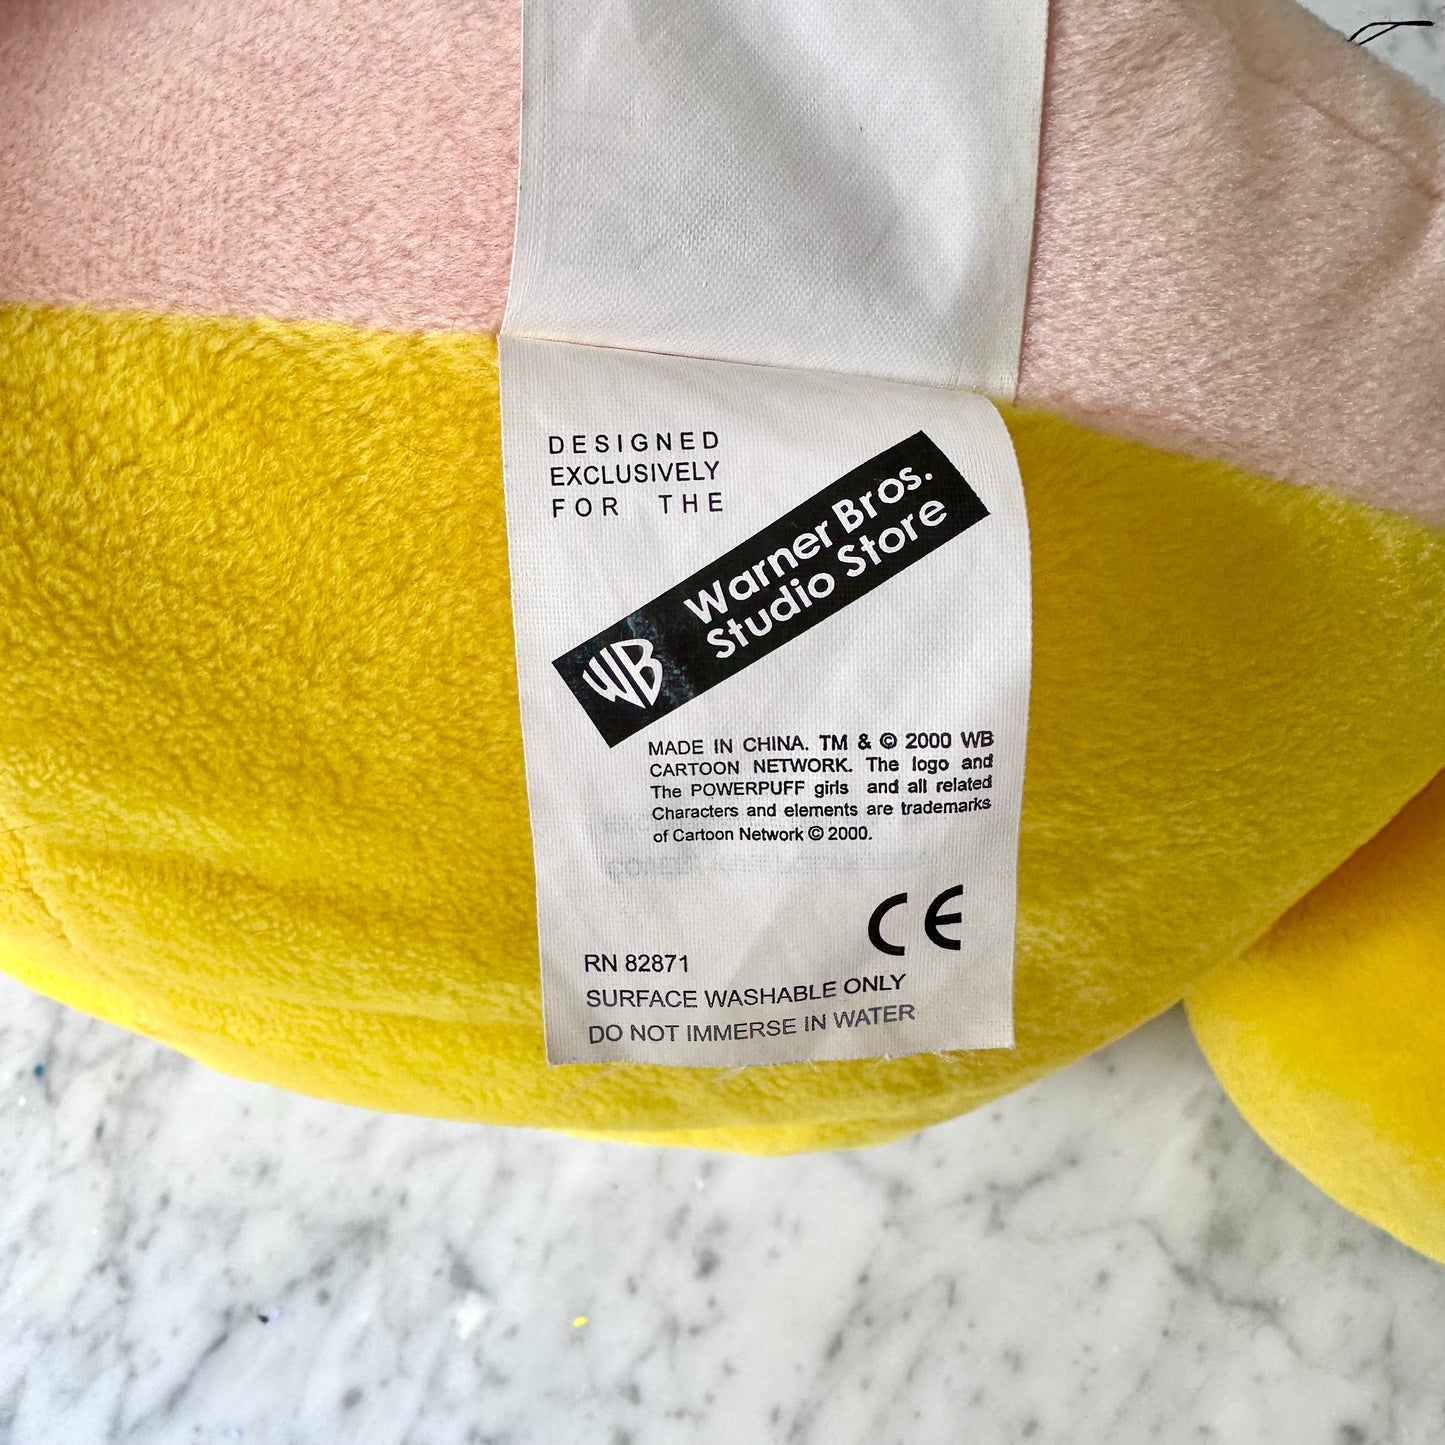 DESIGNED
EXCLUSIVELY
FOR THE
Warner Bros.
Studio Store
WB
MADE IN CHINA. TM & © 2000 WB
CARTOON NETWORK. The logo and
The POWERPUFF girls and all related
Characters and elements are trademarks
of Cartoon Network © 2000.
CE
RN 82871
SURFACE WASHABLE ONLY
DO NOT IMMERSE IN WATER